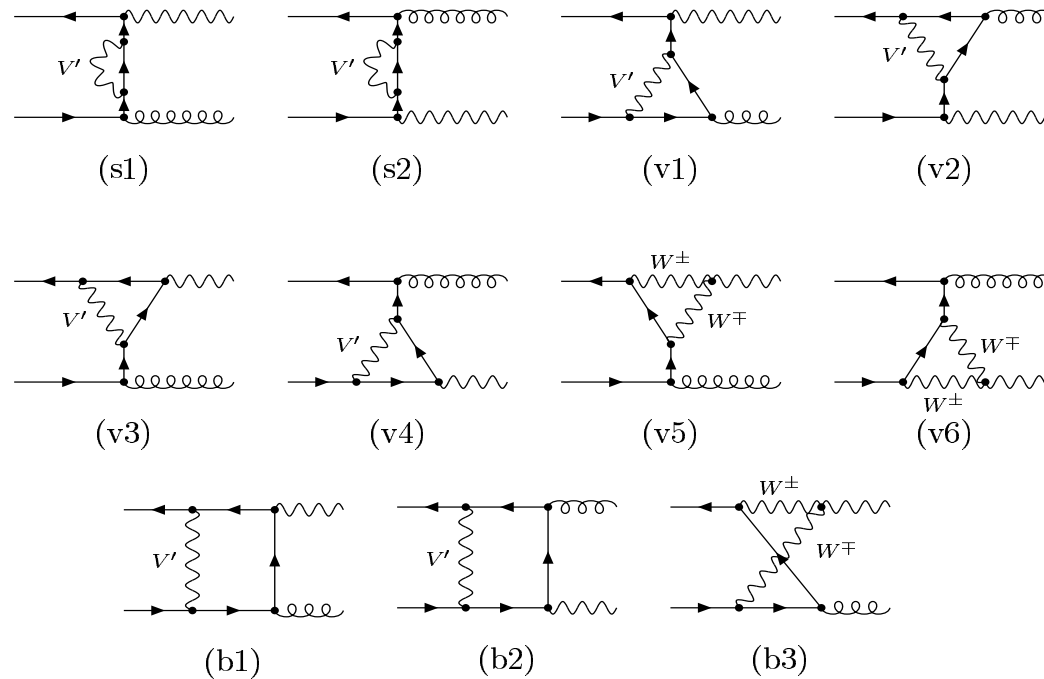 V′ V′ V′ V′
(s1) (s2) (v1) (v2)
W±
V′ V′ W∓ W∓
W±
(v3) (v4) (v5) (v6)
W±
V′ V′ W∓
(b1) (b2) (b3)